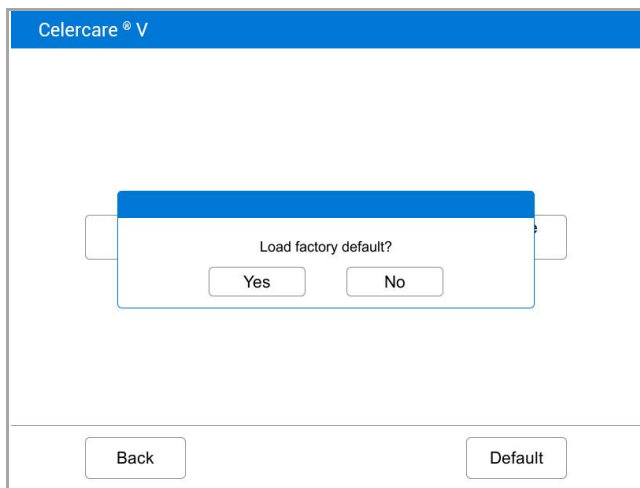 Celercare ® V
Load factory default?
Yes No
Back Default